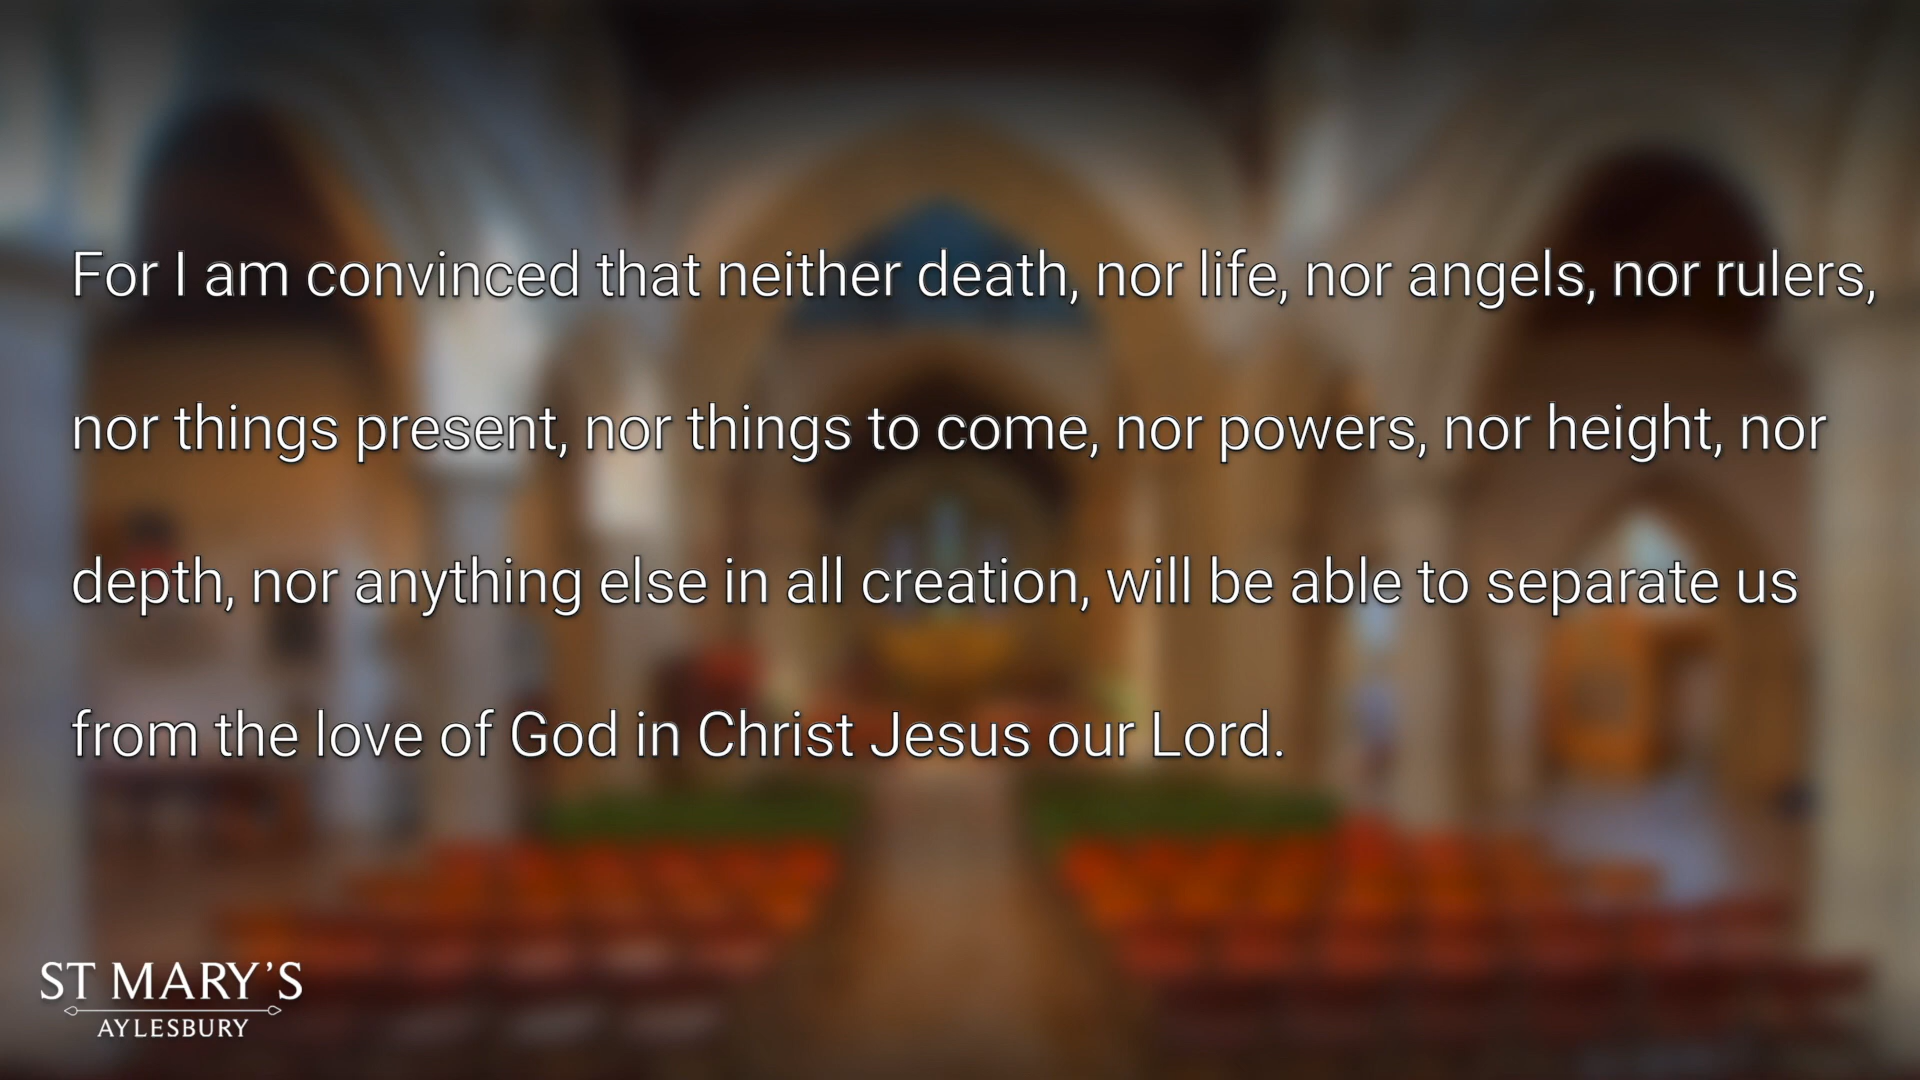 For I am convinced that neither death, nor life, nor angels, nor rulers,
nor things present, nor things to come, nor powers, nor height, nor
depth, nor anything else in all creation, will be able to separate us
from the love of God in Christ Jesus our Lord.
ST MARY'S
AYLESBURY